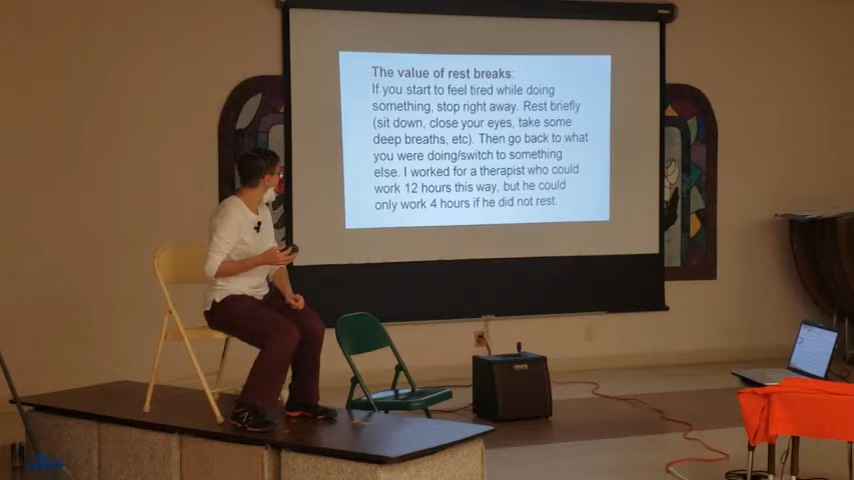 The value of rest breaks:
If you start to feel tired while doing
something, stop right away. Rest briefly
(sit down, close your eyes, take some
deep breaths, etc). Then go back to what
you were doing/switch to something
else. I worked for a therapist who could
work 12 hours this way, but he could
only work 4 hours if he did not rest.